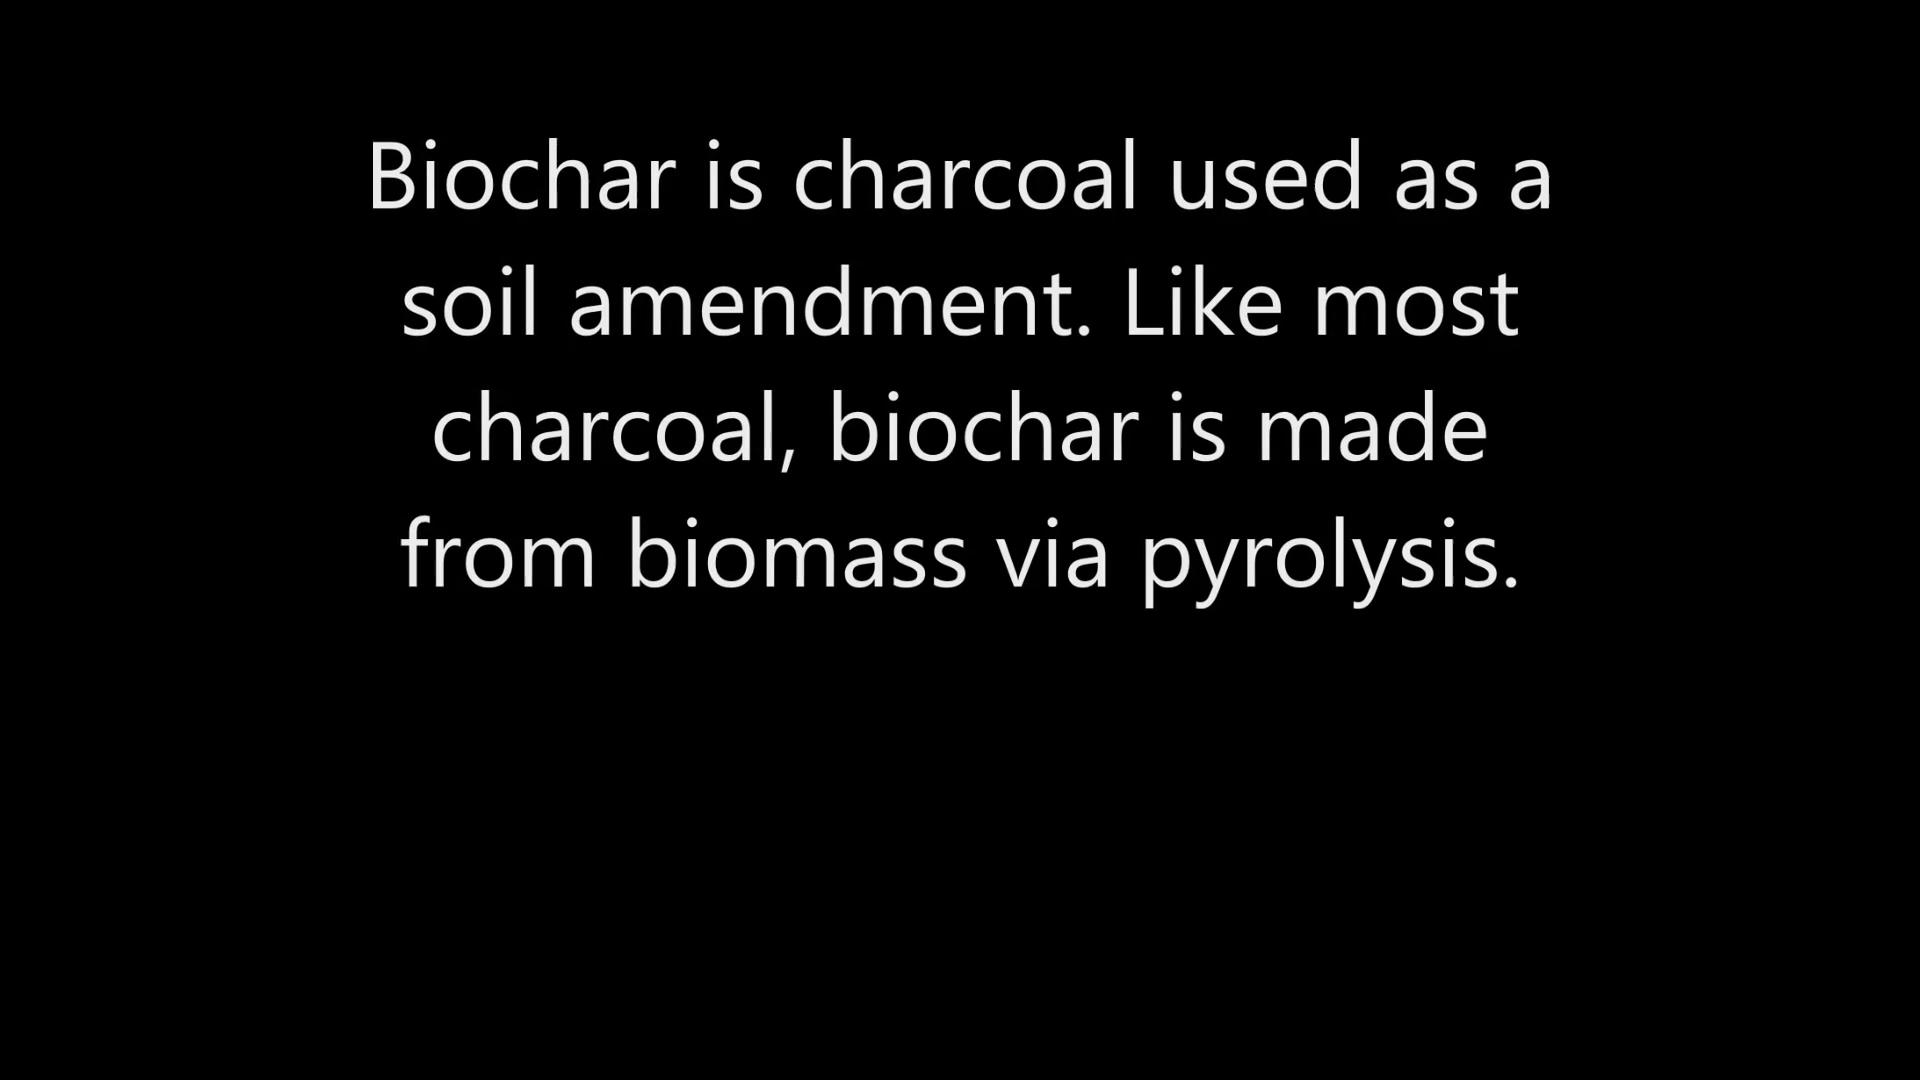 Biochar is charcoal used as a
soil amendment. Like most
charcoal, biochar is made
from biomass via pyrolysis.